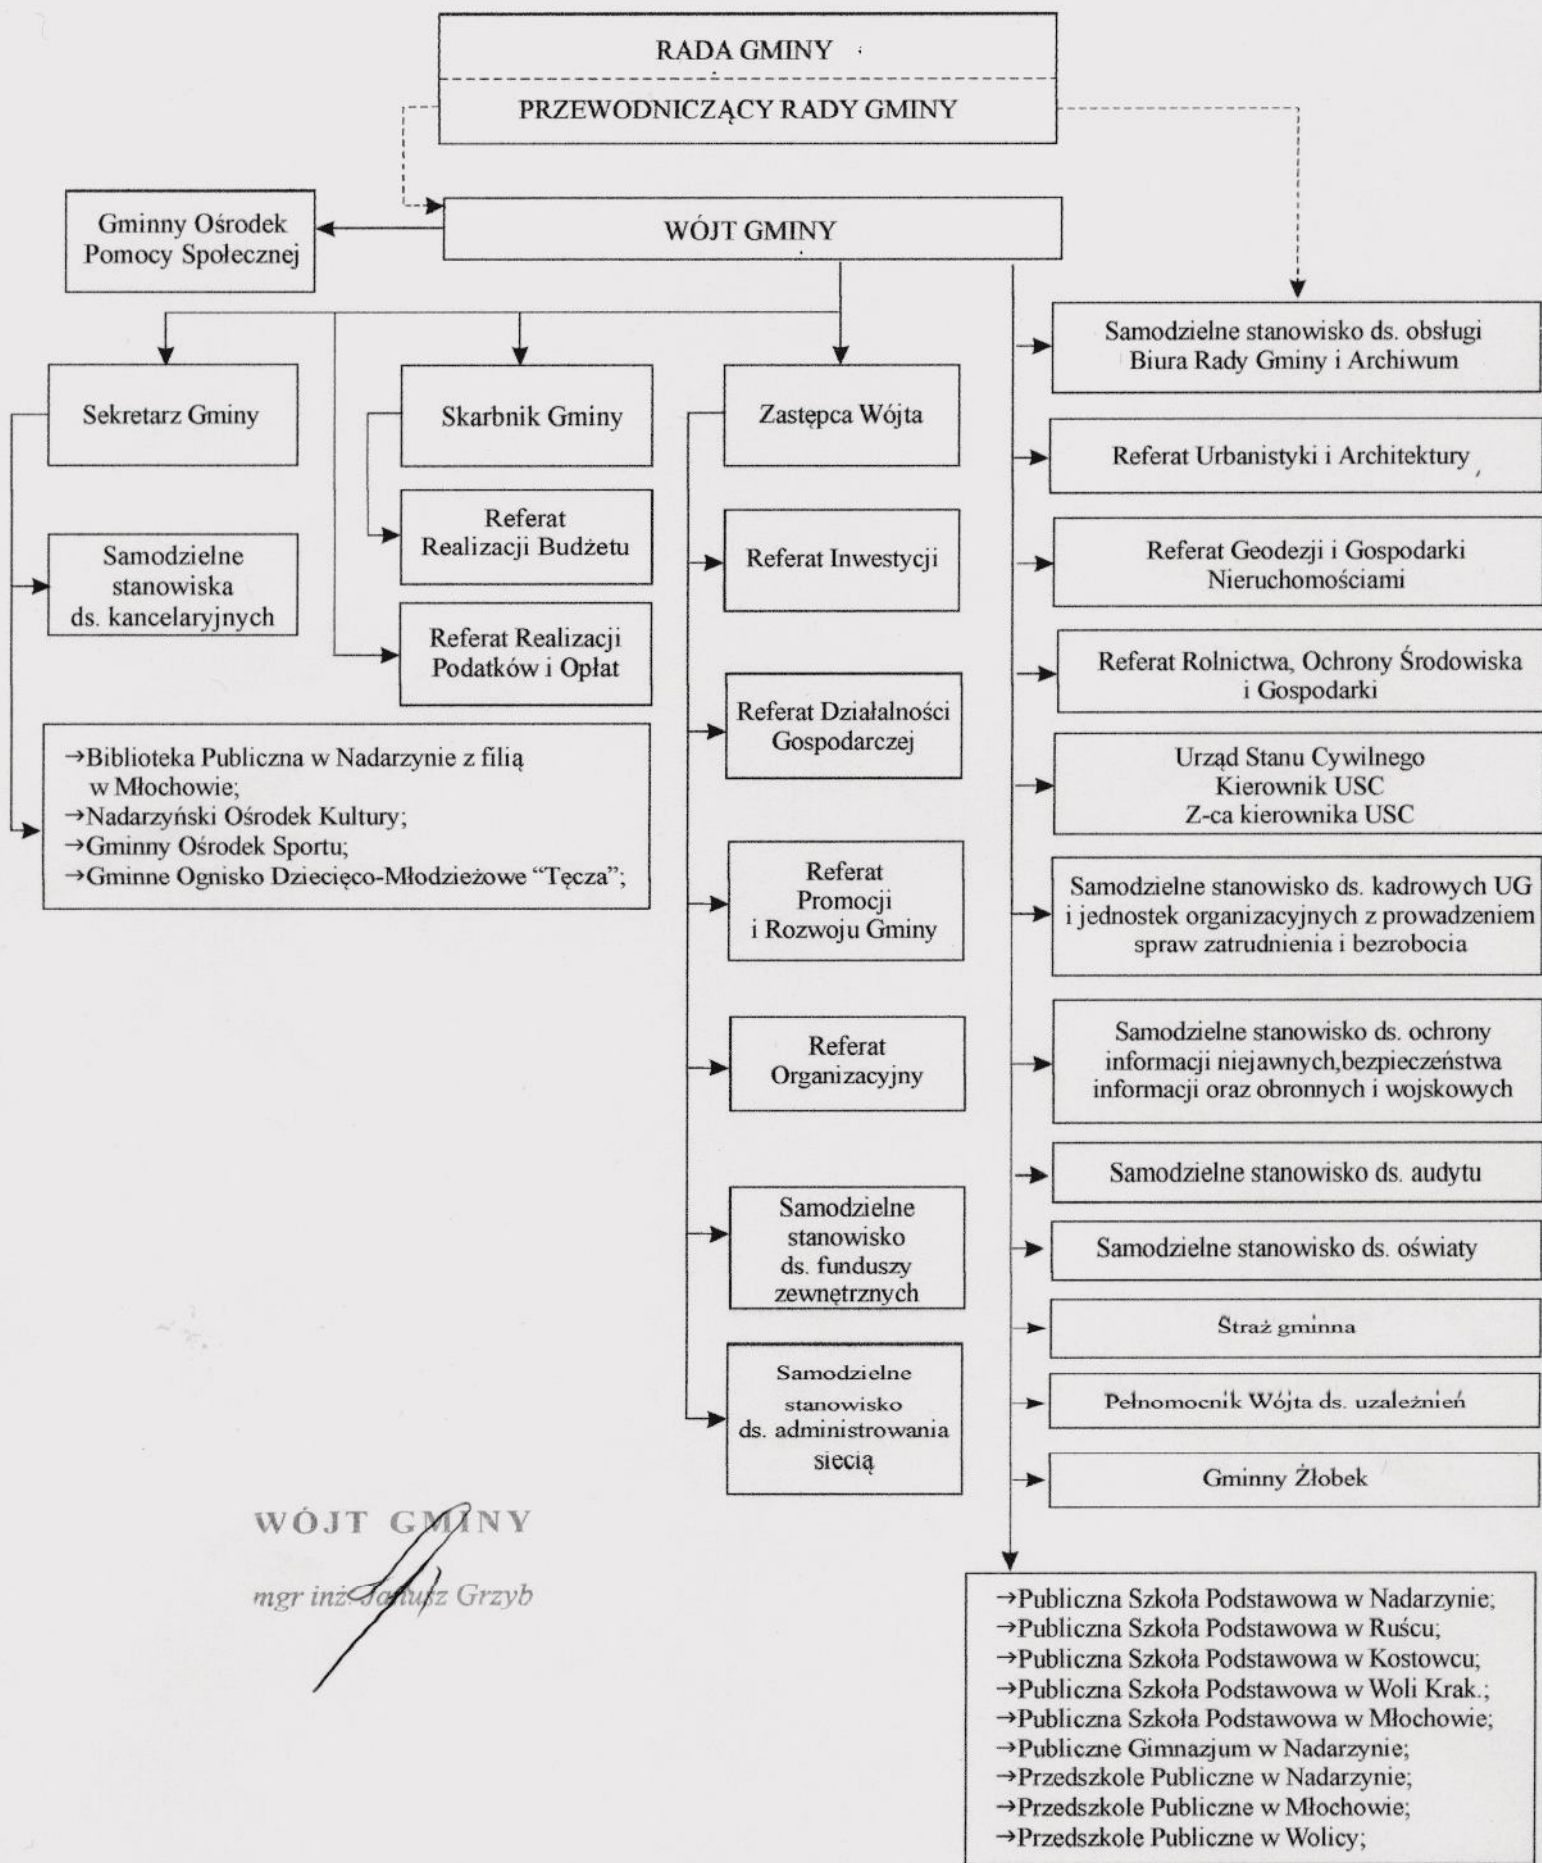 RADA GMINY
PRZEWODNICZĄCY RADY GMINY
Gminny Ośrodek
Pomocy Społecznej
WÓJT GMINY
Sekretarz Gminy
Samodzielne
stanowiska
ds. kancelaryjnych
→Biblioteka Publiczna w Nadarzynie z filią
w Młochowie;
→Nadarzyński Ośrodek Kultury;
→Gminny Ośrodek Sportu;
→Gminne Ognisko Dziecięco-Młodzieżowe “Tęcza”;
Skarbnik Gminy
Referat
Realizacji Budżetu
Referat Realizacji
Podatków i Opłat
Zastępca Wójta
Referat Inwestycji
Referat Działalności
Gospodarczej
Referat
Promocji
i Rozwoju Gminy
Referat
Organizacyjny
Samodzielne
stanowisko
ds. funduszy
zewnętrznych
Samodzielne
stanowisko
ds. administrowania
siecią
Samodzielne stanowisko ds. obsługi
Biura Rady Gminy i Archiwum
Referat Urbanistyki i Architektury
Referat Geodezji i Gospodarki
Nieruchomościami
Referat Rolnictwa, Ochrony Środowiska
i Gospodarki
Urząd Stanu Cywilnego
Kierownik USC
Z-ca kierownika USC
Samodzielne stanowisko ds. kadrowych UG
i jednostek organizacyjnych z prowadzeniem
spraw zatrudnienia i bezrobocia
Samodzielne stanowisko ds. ochrony
informacji niejawnych,bezpieczeństwa
informacji oraz obronnych i wojskowych
Samodzielne stanowisko ds. audytu
Samodzielne stanowisko ds. oświaty
Straż gminna
Pełnomocnik Wójta ds. uzależnień
Gminny Żłobek
→Publiczna Szkoła Podstawowa w Nadarzynie;
→Publiczna Szkoła Podstawowa w Ruścu;
→Publiczna Szkoła Podstawowa w Kostowcu;
→Publiczna Szkoła Podstawowa w Woli Krak.;
→Publiczna Szkoła Podstawowa w Młochowie;
→Publiczne Gimnazjum w Nadarzynie;
→Przedszkole Publiczne w Nadarzynie;
→Przedszkole Publiczne w Młochowie;
→Przedszkole Publiczne w Wolicy;
WÓJT GMINY
mgr inż. Janusz Grzyb